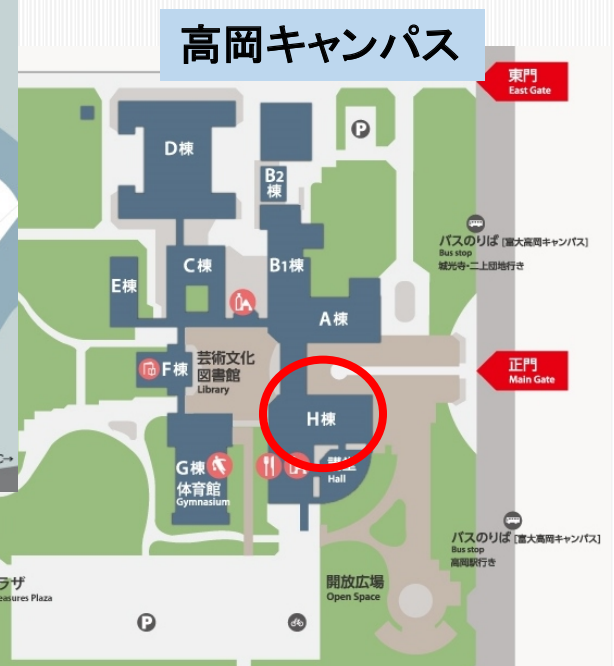 高岡キャンパス
東門
East Gate
P
D棟
B2
棟
バスのりば [富大高岡キャンパス]
Bus stop
城光寺・二上団地行き
C棟
B1棟
E棟
A棟
芸術文化
図書館
Library
F棟
正門
Main Gate
H棟
G棟
体育館
Gymnasium
Hall
バスのりば [富大高岡キャンパス]
Bus stop
高岡駅行き
ラザ
easures Plaza
開放広場
Open Space
P